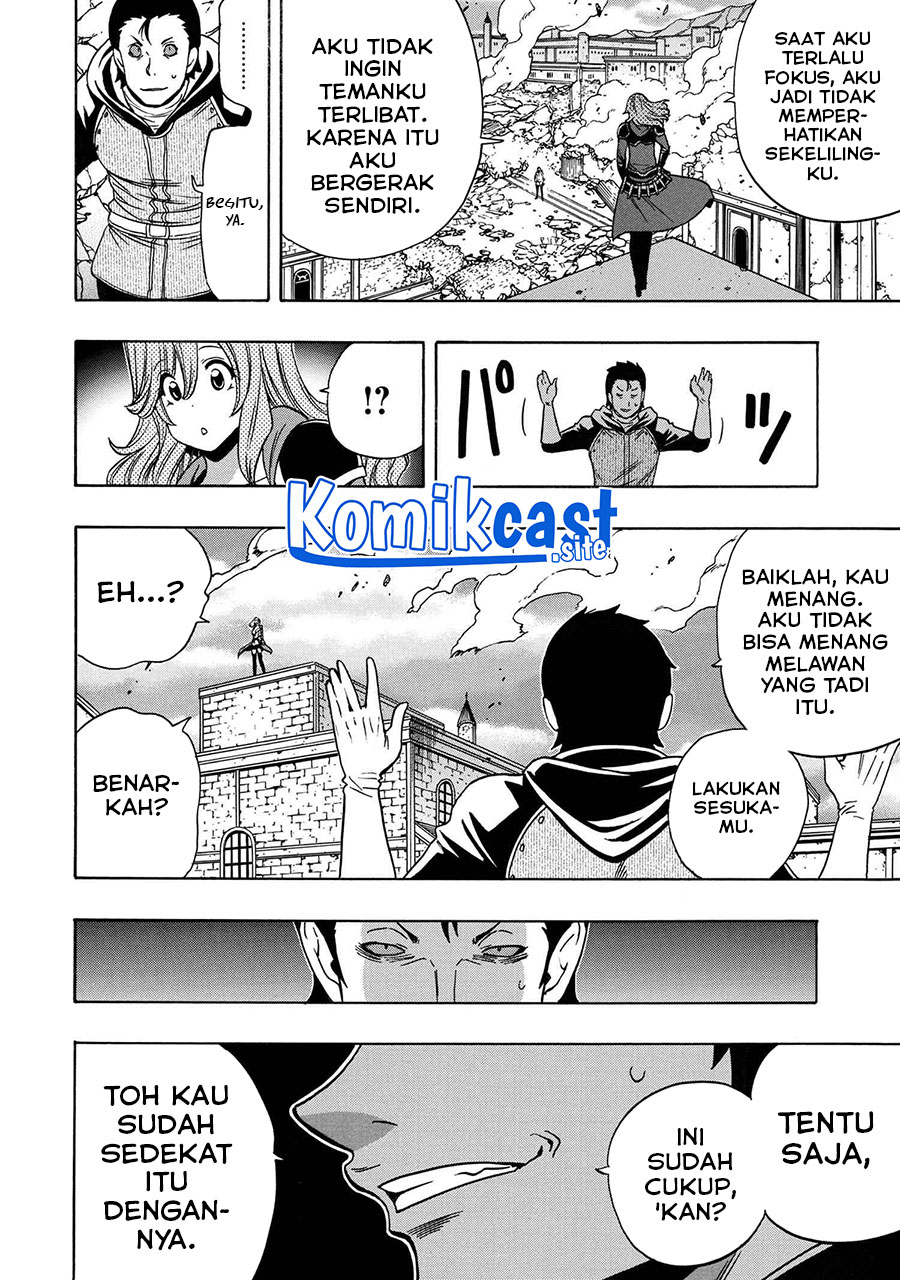 SAAT AKU
TERLALU
FOKUS, AKU
JADI TIDAK
MEMPER-
HATIKAN
SEKELILING-
KU.
AKU TIDAK
INGIN
TEMANKU
TERLIBAT.
KARENA ITU
AKU
BERGERAK
SENDIRI.
BEGITU,
YA.
パッ
!?
Komikcast
.site
BAIKLAH, KAU
MENANG.
AKU TIDAK
BISA MENANG
MELAWAN
YANG TADI
ITU.
LAKUKAN
SESUKA-
MU.
EH...?
BENAR-
KAH?
TENTU
SAJA,
INI
SUDAH
CUKUP,
'KAN?
TOH KAU
SUDAH
SEDEKAT
ITU
DENGAN-
NYA.